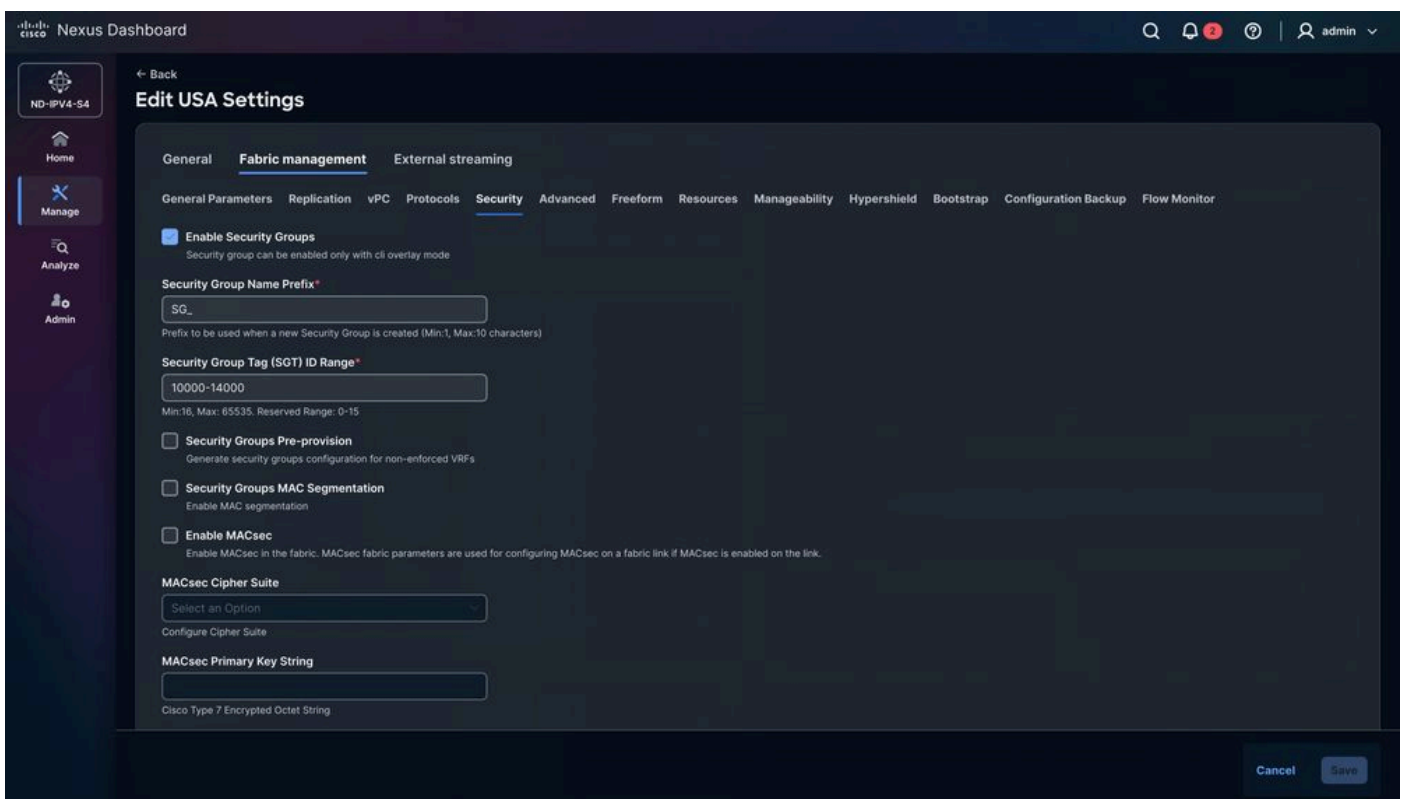 cisco Nexus Dashboard
2
admin
ND-IPV4-S4
Home
Manage
Analyze
Admin
← Back
Edit USA Settings
General Fabric management External streaming
General Parameters Replication vPC Protocols Security Advanced Freeform Resources Manageability Hypershield Bootstrap Configuration Backup Flow Monitor
Enable Security Groups
Security group can be enabled only with cli overlay mode
Security Group Name Prefix*
SG_
Prefix to be used when a new Security Group is created (Min:1, Max:10 characters)
Security Group Tag (SGT) ID Range*
10000-14000
Min:16, Max: 65535. Reserved Range: 0-15
Security Groups Pre-provision
Generate security groups configuration for non-enforced VRFs
Security Groups MAC Segmentation
Enable MAC segmentation
Enable MACsec
Enable MACsec in the fabric. MACsec fabric parameters are used for configuring MACsec on a fabric link if MACsec is enabled on the link.
MACsec Cipher Suite
Select an Option
Configure Cipher Suite
MACsec Primary Key String
Cisco Type 7 Encrypted Octet String
Cancel Save